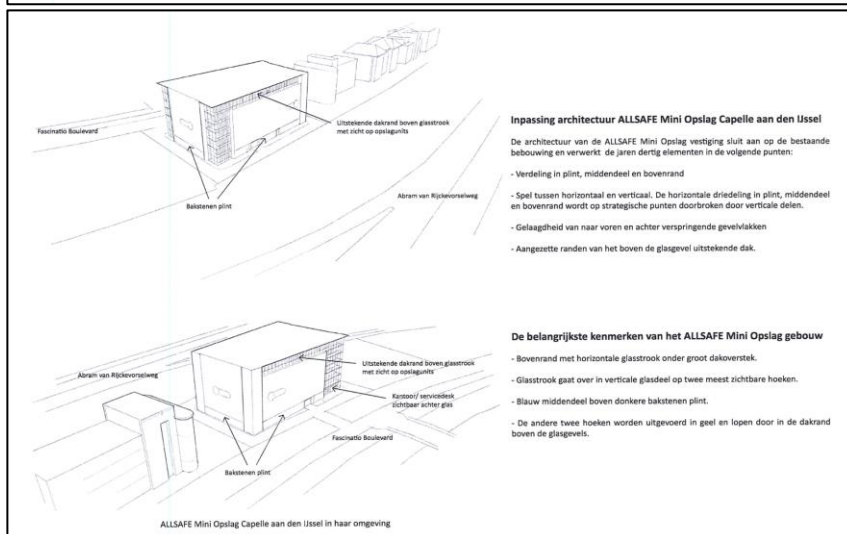 Uitstekende dakrand boven glasstrook
met zicht op opslagunits
Fascinatio Boulevard
Bakstenen plint
Abram van Rijckevorselweg
Inpassing architectuur ALLSAFE Mini Opslag Capelle aan den IJssel
De architectuur van de ALLSAFE Mini Opslag vestiging sluit aan op de bestaande
bebouwing en verwerkt de jaren dertig elementen in de volgende punten:
- Verdeling in plint, middendeel en bovenrand
- Spel tussen horizontaal en verticaal. De horizontale driedeling in plint, middendeel
en bovenrand wordt op strategische punten doorbroken door verticale delen.
- Gelaagdheid van naar voren en achter verspringende gevelvlakken
- Aangezette randen van het boven de glasgevel uitstekende dak.
Abram van Rijckevorselweg
Uitstekende dakrand boven glasstrook
met zicht op opslagunits
Kantoor/ servicedesk
zichtbaar achter glas
Fascinatio Boulevard
Bakstenen plint
ALLSAFE Mini Opslag Capelle aan den IJssel in haar omgeving
De belangrijkste kenmerken van het ALLSAFE Mini Opslag gebouw
- Bovenrand met horizontale glasstrook onder groot dakoverstek.
- Glasstrook gaat over in verticale glasdeel op twee meest zichtbare hoeken.
- Blauw middendeel boven donkere bakstenen plint.
- De andere twee hoeken worden uitgevoerd in geel en lopen door in de dakrand
boven de glasgevels.